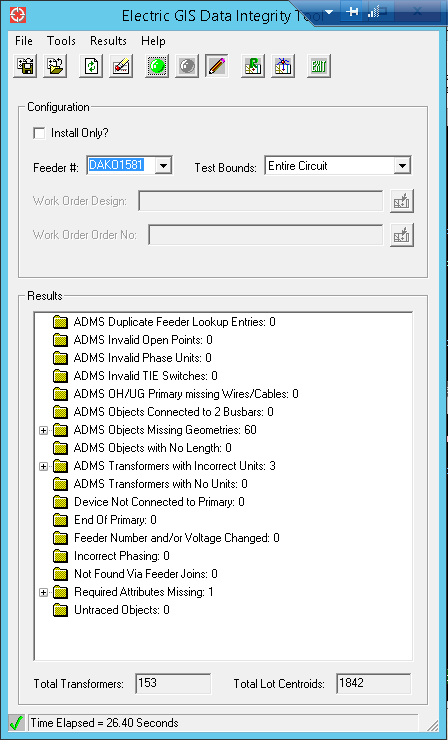 Electric GIS Data Integrity Tool
File Tools Results Help
EXIT
Configuration
Install Only?
Feeder #: DAKO1581 Test Bounds: Entire Circuit
Work Order Design:
Work Order Order No:
Results
ADMS Duplicate Feeder Lookup Entries: 0
ADMS Invalid Open Points: 0
ADMS Invalid Phase Units: 0
ADMS Invalid TIE Switches: 0
ADMS OH/UG Primary missing Wires/Cables: 0
ADMS Objects Connected to 2 Busbars: 0
ADMS Objects Missing Geometries: 60
ADMS Objects with No Length: 0
ADMS Transformers with Incorrect Units: 3
ADMS Transformers with No Units: 0
Device Not Connected to Primary: 0
End Of Primary: 0
Feeder Number and/or Voltage Changed: 0
Incorrect Phasing: 0
Not Found Via Feeder Joins: 0
Required Attributes Missing: 1
Untraced Objects: 0
Total Transformers: 153 Total Lot Centroids: 1842
Time Elapsed = 26.40 Seconds